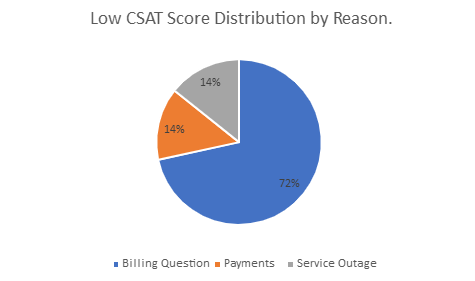 Low CSAT Score Distribution by Reason.
14%
14%
72%
Billing Question Payments Service Outage